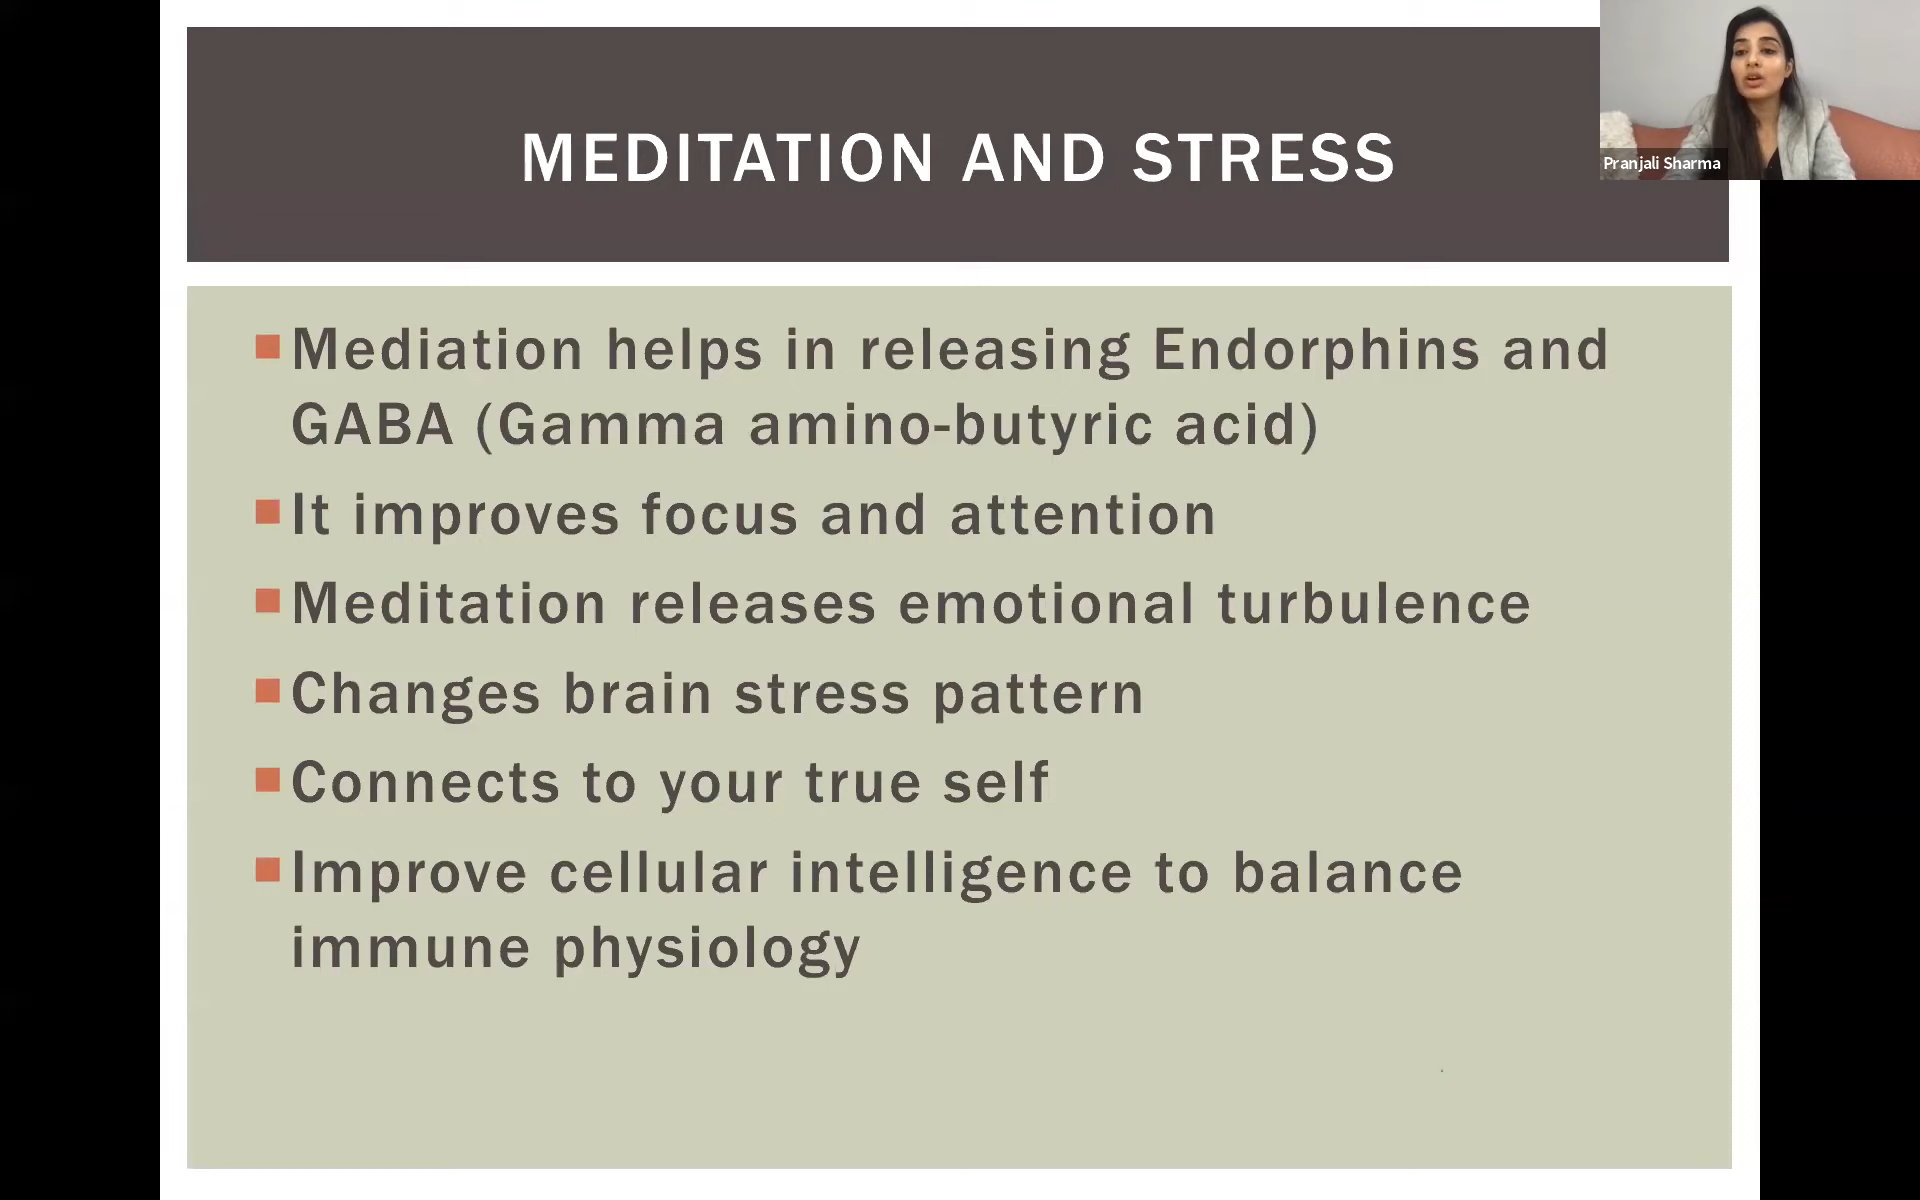 MEDITATION AND STRESS
Pranjali Sharma
Mediation helps in releasing Endorphins and
GABA (Gamma amino-butyric acid)
It improves focus and attention
Meditation releases emotional turbulence
Changes brain stress pattern
Connects to your true self
Improve cellular intelligence to balance
immune physiology